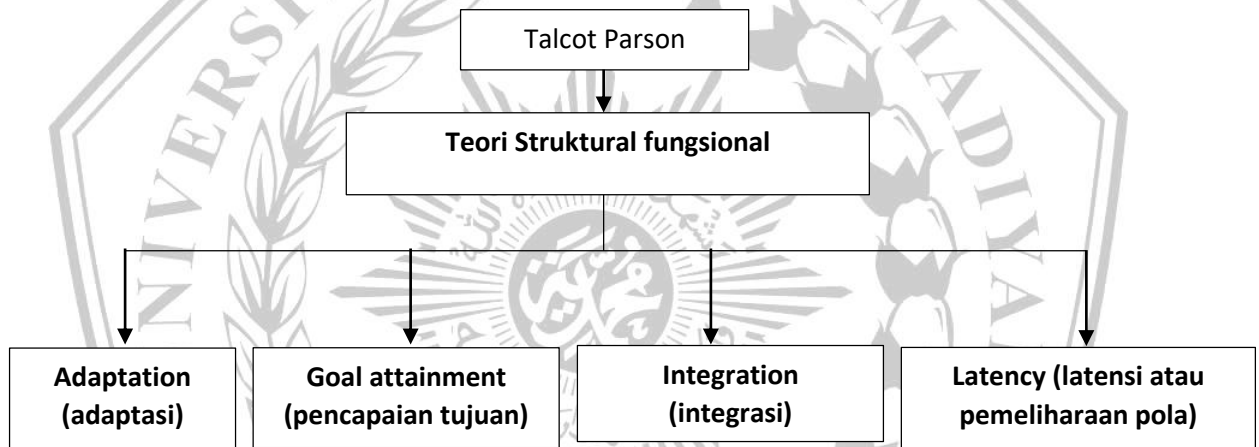 Talcot Parson
Teori Struktural fungsional
Adaptation
(adaptasi)
Goal attainment
(pencapaian tujuan)
Integration
(integrasi)
Latency (latensi atau
pemeliharaan pola)